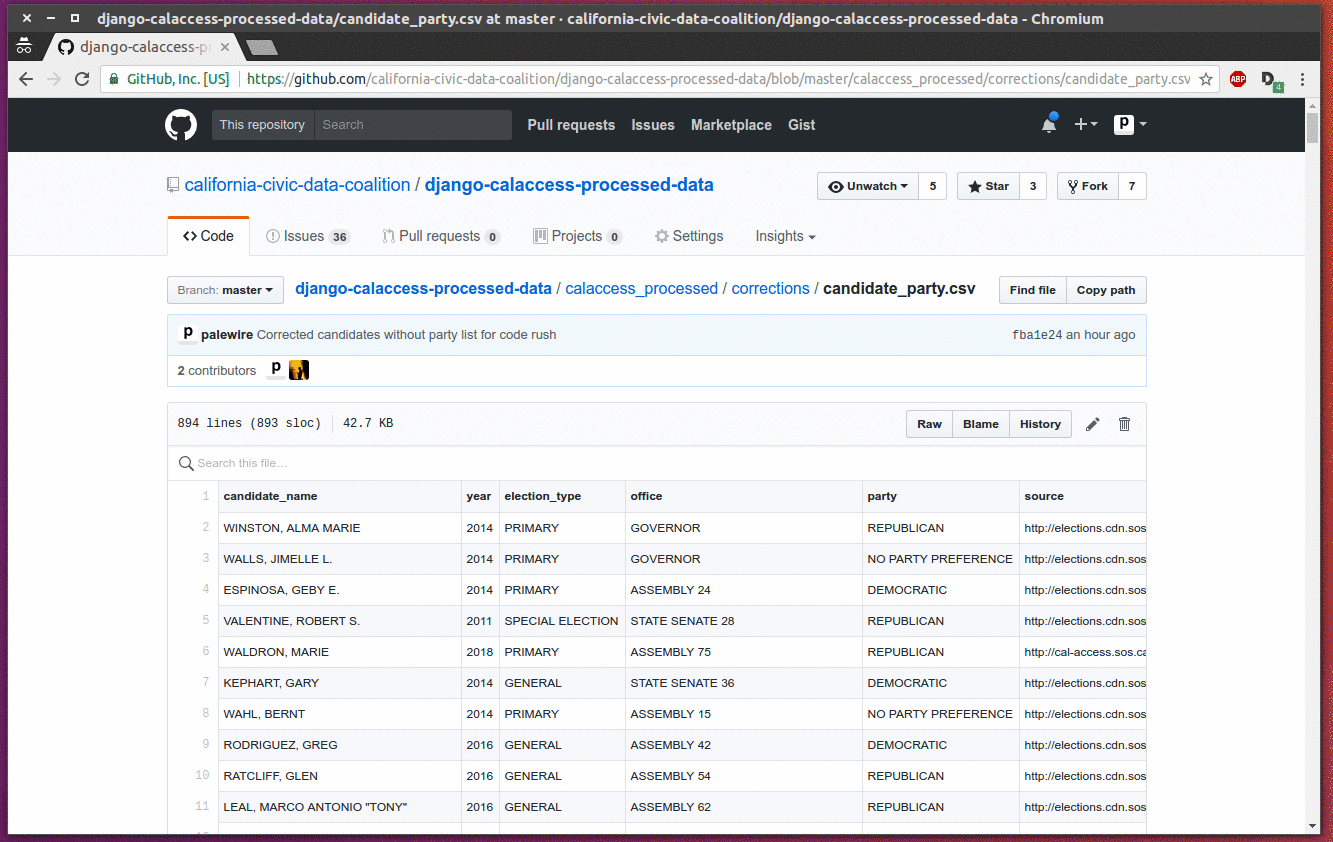 django-calaccess-processed-data/candidate_party.csv at master · california-civic-data-coalition/django-calaccess-processed-data - Chromium
django-calaccess-p
GitHub, Inc. [US] https://github.com/california-civic-data-coalition/django-calaccess-processed-data/blob/master/calaccess_processed/corrections/candidate_party.csv ABP D 4
This repository Search Pull requests Issues Marketplace Gist p
california-civic-data-coalition / django-calaccess-processed-data Unwatch 5 Star 3 Fork 7
Code Issues 36 Pull requests 0 Projects 0 Settings Insights
Branch: master django-calaccess-processed-data / calaccess_processed / corrections / candidate_party.csv Find file Copy path
p palewire Corrected candidates without party list for code rush fba1e24 an hour ago
2 contributors p
894 lines (893 sloc) 42.7 KB Raw Blame History
Search this file…
1 candidate_name year election_type office party source
2 WINSTON, ALMA MARIE 2014 PRIMARY GOVERNOR REPUBLICAN http://elections.cdn.sos
3 WALLS, JIMELLE L. 2014 PRIMARY GOVERNOR NO PARTY PREFERENCE http://elections.cdn.sos
4 ESPINOSA, GEBY E. 2014 PRIMARY ASSEMBLY 24 DEMOCRATIC http://elections.cdn.sos
5 VALENTINE, ROBERT S. 2011 SPECIAL ELECTION STATE SENATE 28 REPUBLICAN http://elections.cdn.sos
6 WALDRON, MARIE 2018 PRIMARY ASSEMBLY 75 REPUBLICAN http://cal-access.sos.ca
7 KEPHART, GARY 2014 GENERAL STATE SENATE 36 DEMOCRATIC http://elections.cdn.sos
8 WAHL, BERNT 2014 PRIMARY ASSEMBLY 15 NO PARTY PREFERENCE http://elections.cdn.sos
9 RODRIGUEZ, GREG 2016 GENERAL ASSEMBLY 42 DEMOCRATIC http://elections.cdn.sos
10 RATCLIFF, GLEN 2016 GENERAL ASSEMBLY 54 REPUBLICAN http://elections.cdn.sos
11 LEAL, MARCO ANTONIO "TONY" 2016 GENERAL ASSEMBLY 62 REPUBLICAN http://elections.cdn.sos